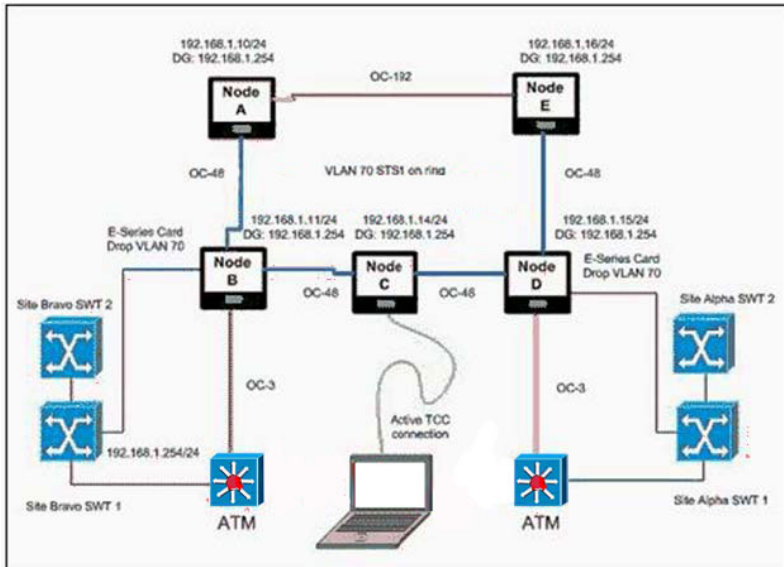 192.168.1.10/24
DG: 192.168.1.254
192.168.1.16/24
DG: 192.168.1.254
Node
A
OC-192
Node
E
OC-48
VLAN 70 STS1 on ring
OC-48
E-Series Card
Drop VLAN 70
192.168.1.11/24
DG: 192.168.1.254
192.168.1.14/24
DG: 192.168.1.254
192.168.1.15/24
DG: 192.168.1.254
E-Series Card
Drop VLAN 70
Node
B
OC-48
Node
C
OC-48
Node
D
Site Bravo SWT 2
Site Alpha SWT 2
OC-3
OC-3
Active TCC
connection
192.168.1.254/24
Site Bravo SWT 1
ATM
ATM
Site Alpha SWT 1